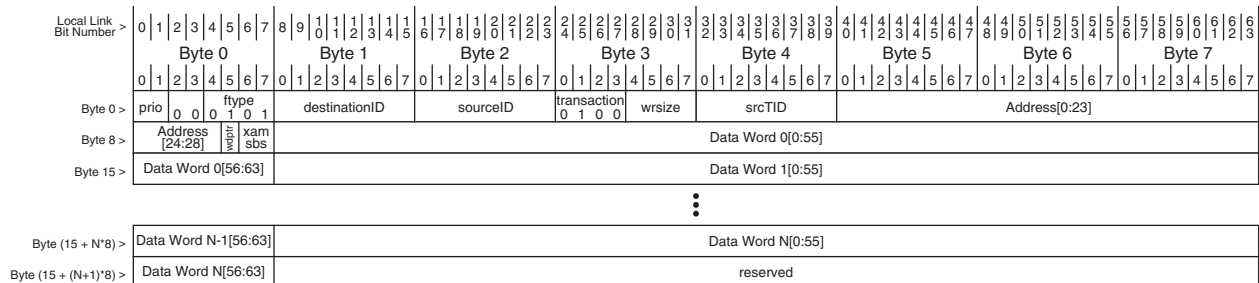 Local Link
Bit Number >
0 1 2 3 4 5 6 7 8 9 10 11 12 13 14 15 16 17 18 19 20 21 22 23 24 25 26 27 28 29 30 31 32 33 34 35 36 37 38 39 40 41 42 43 44 45 46 47 48 49 50 51 52 53 54 55 56 57 58 59 60 61 62 63
Byte 0 Byte 1 Byte 2 Byte 3 Byte 4 Byte 5 Byte 6 Byte 7
0 1 2 3 4 5 6 7 0 1 2 3 4 5 6 7 0 1 2 3 4 5 6 7 0 1 2 3 4 5 6 7 0 1 2 3 4 5 6 7 0 1 2 3 4 5 6 7 0 1 2 3 4 5 6 7 0 1 2 3 4 5 6 7
Byte 0 > prio 0 0 ftype 0 1 0 1 destinationID sourceID transaction 0 1 0 0 wrsize srcTID Address[0:23]
Byte 8 > Address [24:28] wdptr xam sbs Data Word 0[0:55]
Byte 15 > Data Word 0[56:63] Data Word 1[0:55]
Byte (15 + N*8) > Data Word N-1[56:63] Data Word N[0:55]
Byte (15 + (N+1)*8) > Data Word N[56:63] reserved